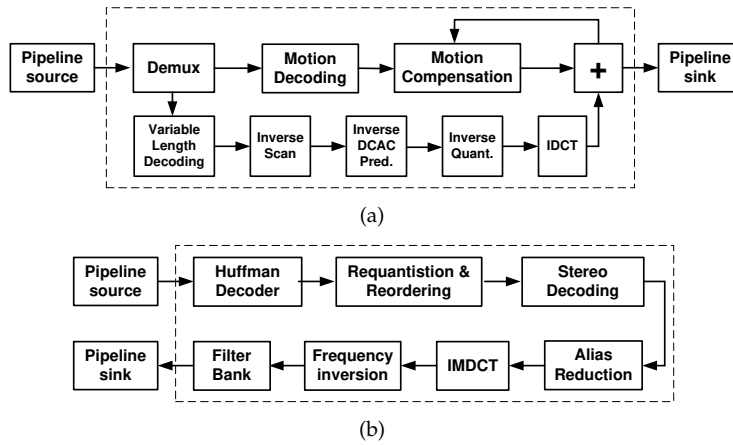 Pipeline
source
Demux
Motion
Decoding
Motion
Compensation
+
Pipeline
sink
Variable
Length
Decoding
Inverse
Scan
Inverse
DCAC
Pred.
Inverse
Quant.
IDCT
(a)
Pipeline
source
Huffman
Decoder
Requantistion &
Reordering
Stereo
Decoding
Pipeline
sink
Filter
Bank
Frequency
inversion
IMDCT
Alias
Reduction
(b)